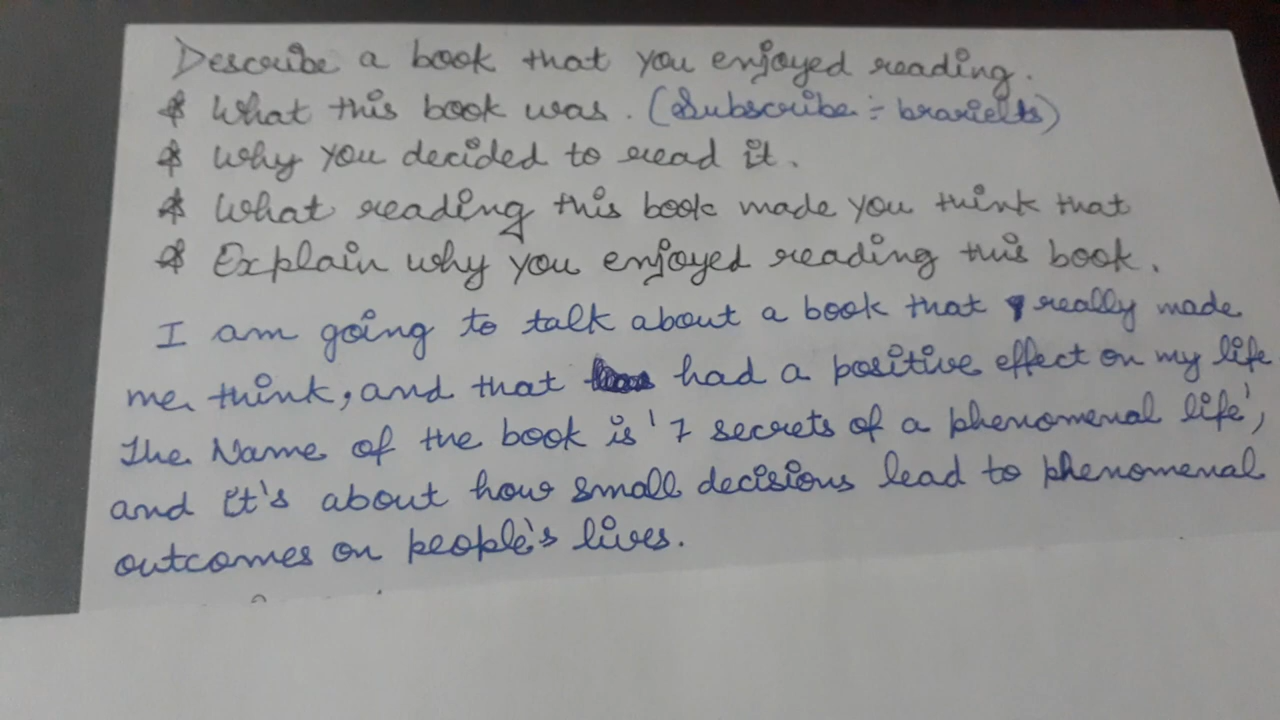 Describe a book that you enjoyed reading.
* What this book was. (Subscribe :- brarielts)
* Why you decided to read it.
* What reading this book made you think that
* Explain why you enjoyed reading this book.
I am going to talk about a book that really made
me think, and that had a positive effect on my life
The Name of the book is '7 secrets of a phenomenal life',
and it's about how small decisions lead to phenomenal
outcomes on people's lives.